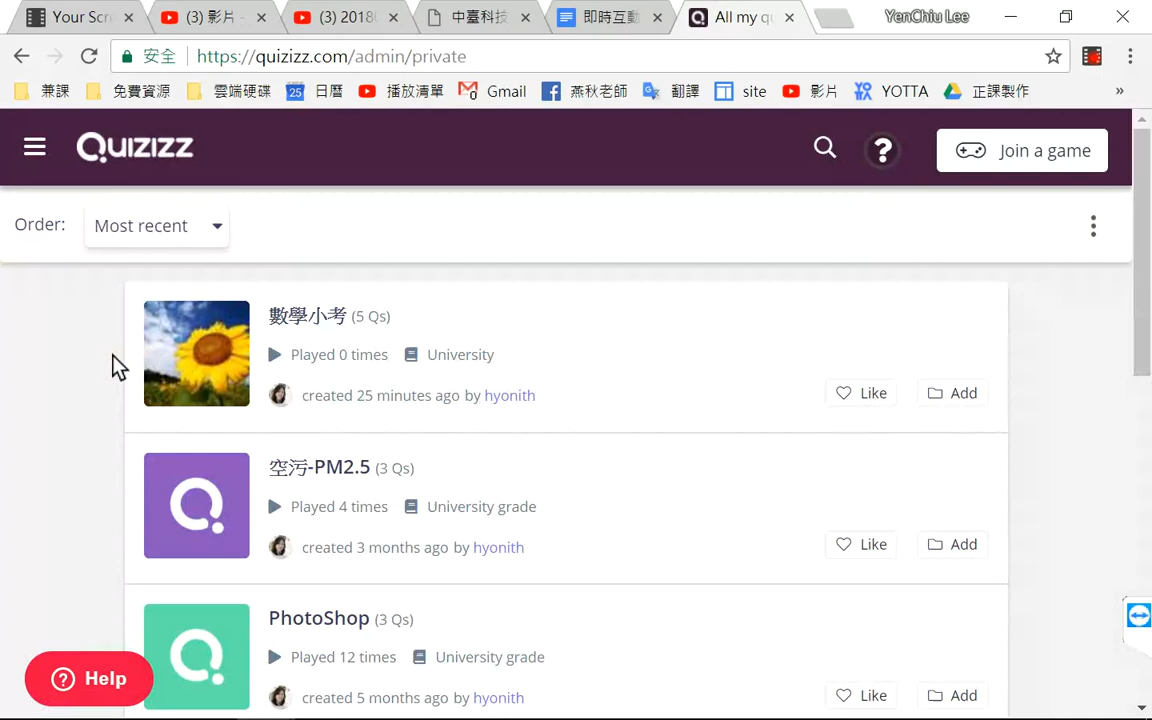 Your Scr
(3) 影片 -
(3) 2018
中臺科技
即時互動
All my q
YenChiu Lee
安全
https://quizizz.com/admin/private
兼課
免費資源
雲端硬碟
25 日曆
播放清單
Gmail
燕秋老師
翻譯
site
影片
YOTTA
正課製作
»
Quizizz
?
Join a game
Order:
Most recent
數學小考 (5 Qs)
Played 0 times
University
created 25 minutes ago by hyonith
Like
Add
空污-PM2.5 (3 Qs)
Played 4 times
University grade
created 3 months ago by hyonith
Like
Add
PhotoShop (3 Qs)
Played 12 times
University grade
created 5 months ago by hyonith
Like
Add
? Help